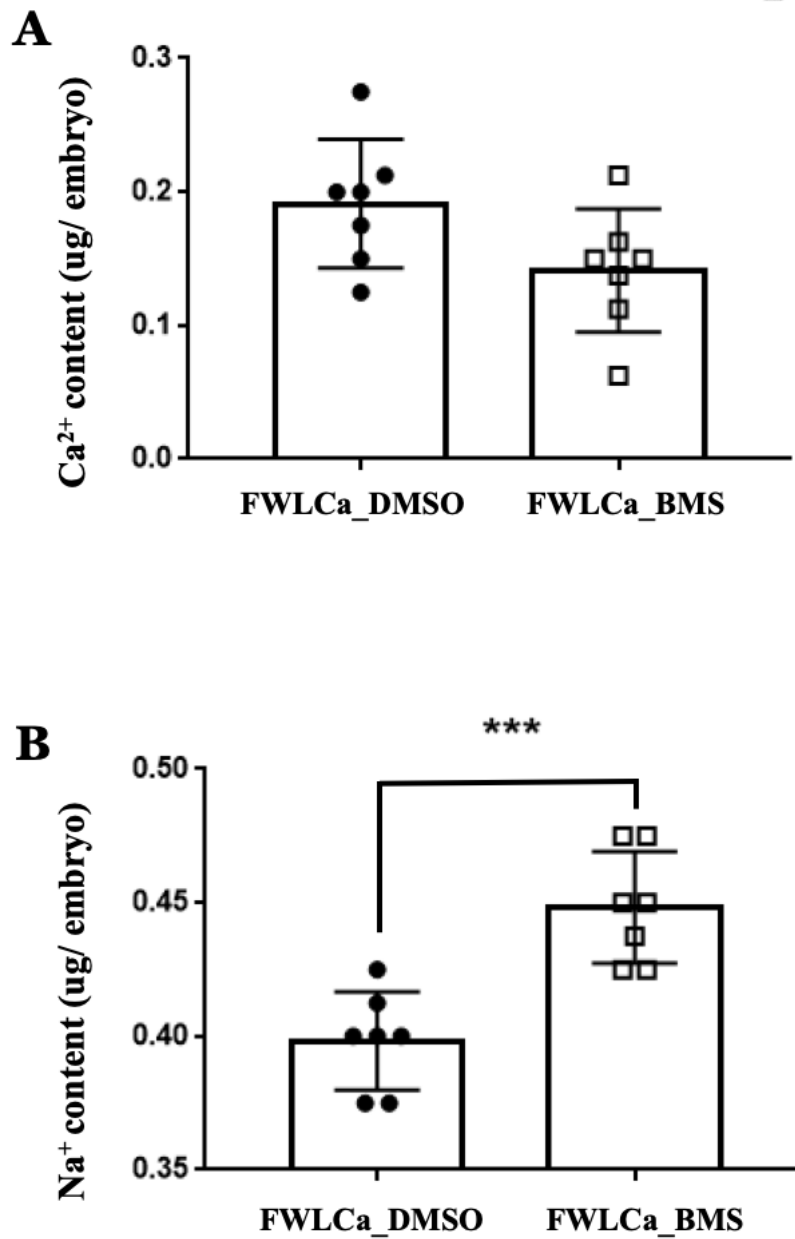 A
Ca²⁺ content (ug/ embryo)
0.3
0.2
0.1
0.0
FWLCa_DMSO FWLCa_BMS
B
Na⁺ content (ug/ embryo)
***
0.50
0.45
0.40
0.35
FWLCa_DMSO FWLCa_BMS